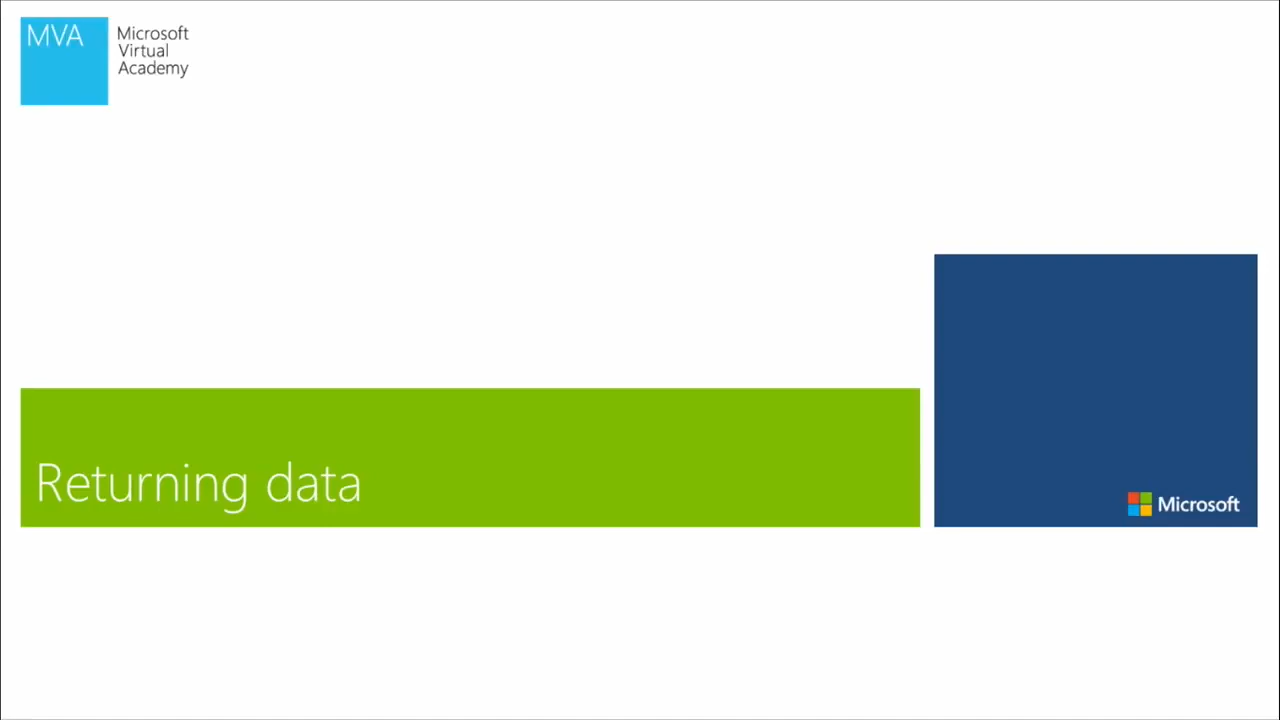 MVA
Microsoft
Virtual
Academy
Returning data
Microsoft